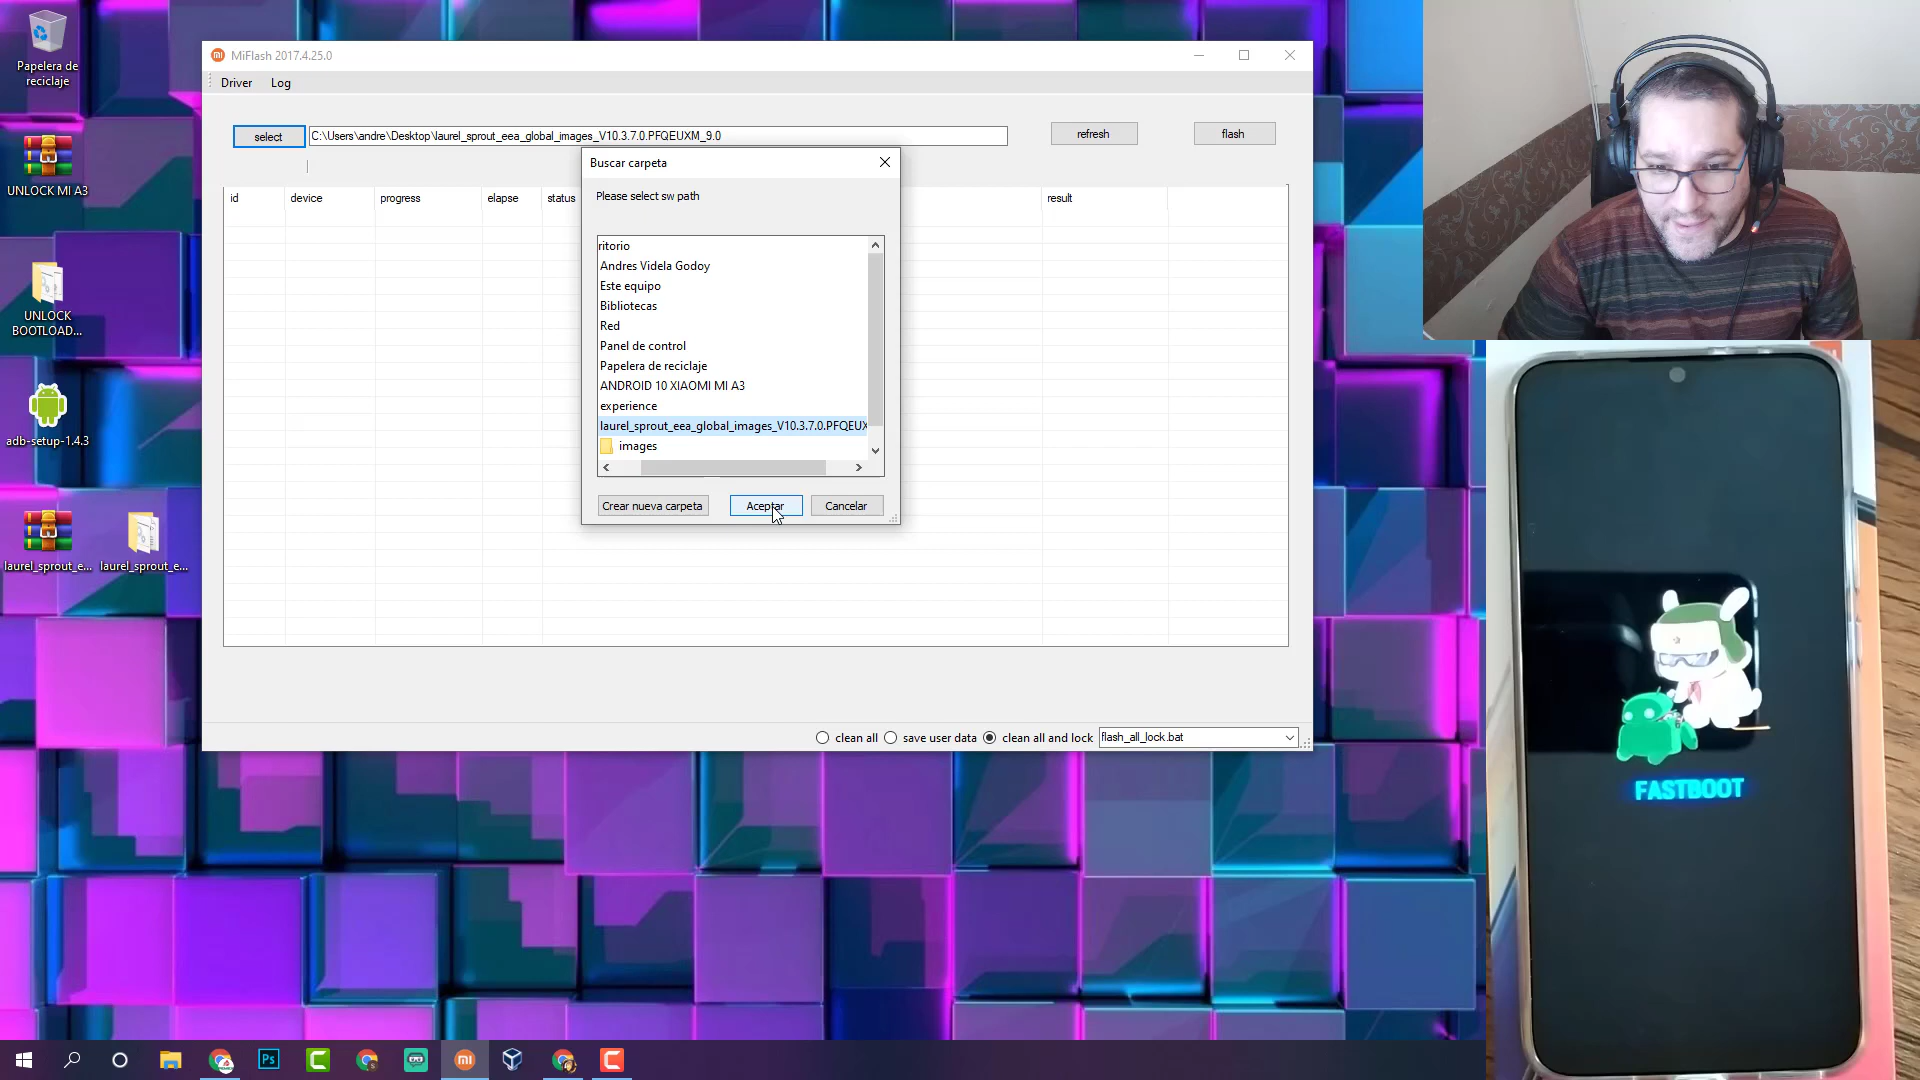 Papelera de
reciclaje
UNLOCK MI A3
UNLOCK
BOOTLOAD...
adb-setup-1.4.3
laurel_sprout_e...
laurel_sprout_e...
MiFlash 2017.4.25.0
Driver
Log
select
C:\Users\andre\Desktop\laurel_sprout_eea_global_images_V10.3.7.0.PFQEUXM_9.0
refresh
flash
id
device
progress
elapse
status
result
Buscar carpeta
Please select sw path
ritorio
Andres Videla Godoy
Este equipo
Bibliotecas
Red
Panel de control
Papelera de reciclaje
ANDROID 10 XIAOMI MI A3
experience
laurel_sprout_eea_global_images_V10.3.7.0.PFQEUX
images
Crear nueva carpeta
Aceptar
Cancelar
clean all
save user data
clean all and lock
flash_all_lock.bat
Ps
FASTBOOT